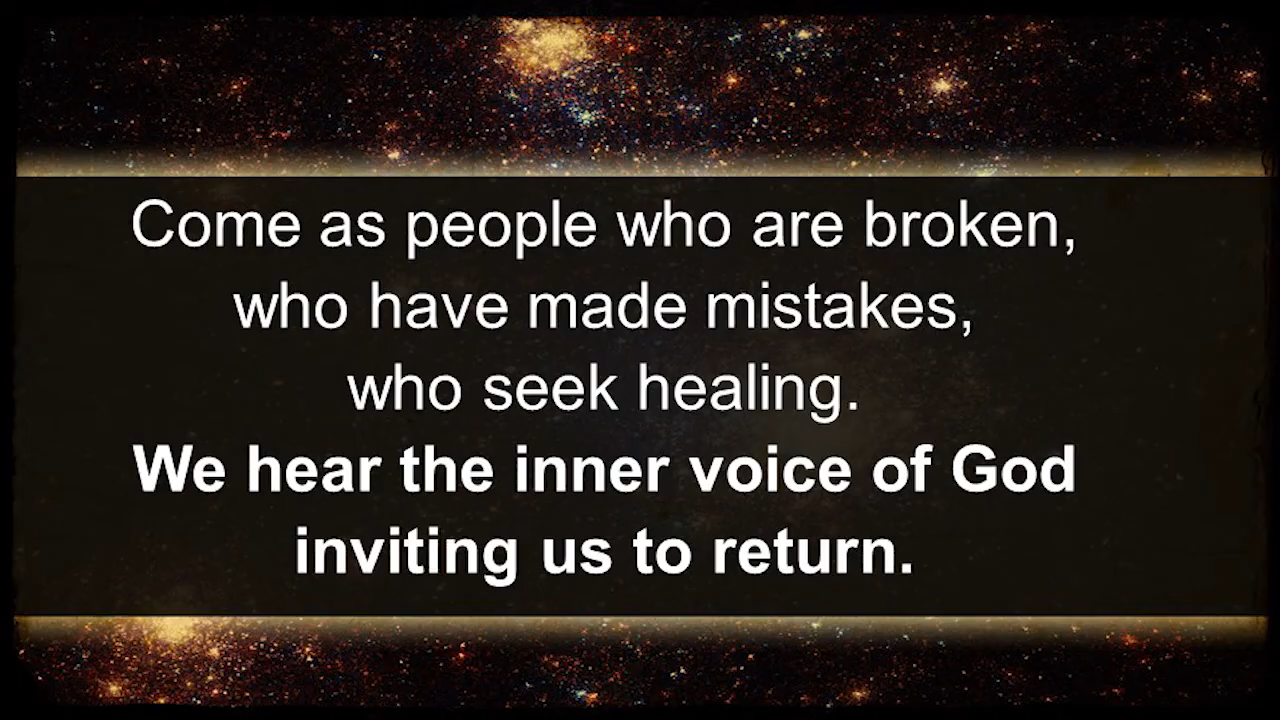 Come as people who are broken,
who have made mistakes,
who seek healing.
We hear the inner voice of God
inviting us to return.